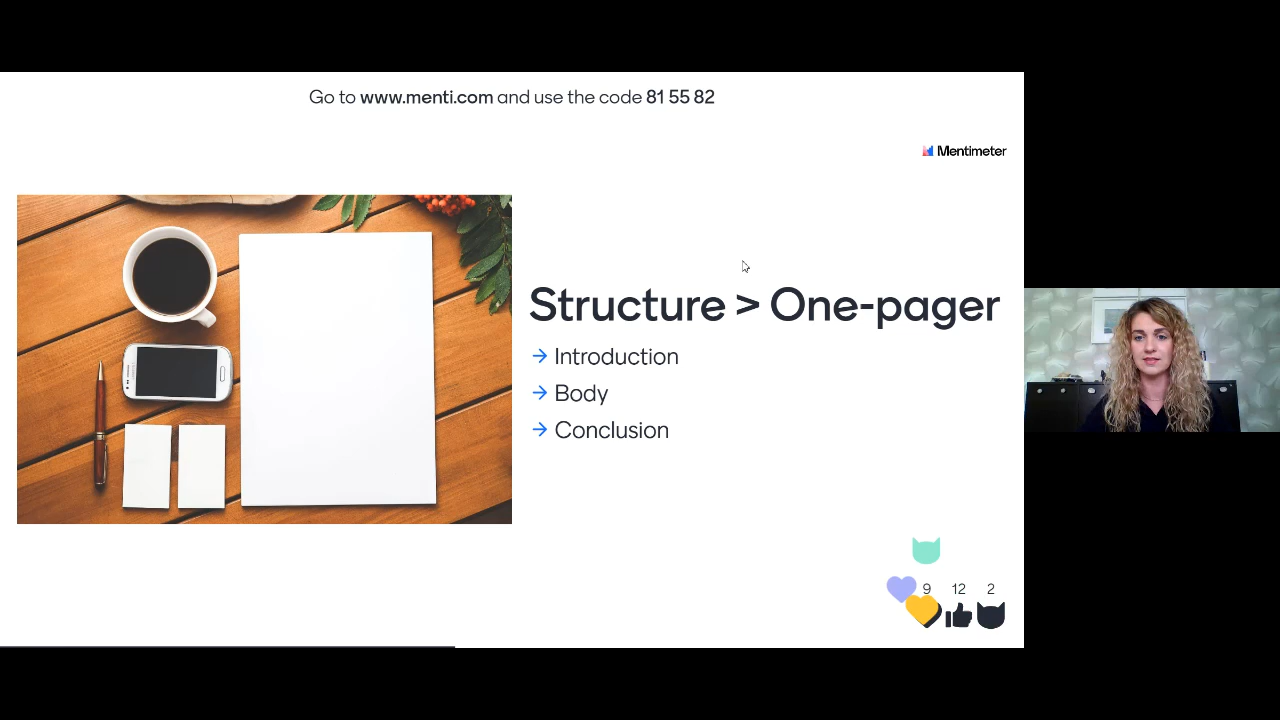 Go to www.menti.com and use the code 81 55 82
Mentimeter
Structure > One-pager
→ Introduction
→ Body
→ Conclusion
9 12 2